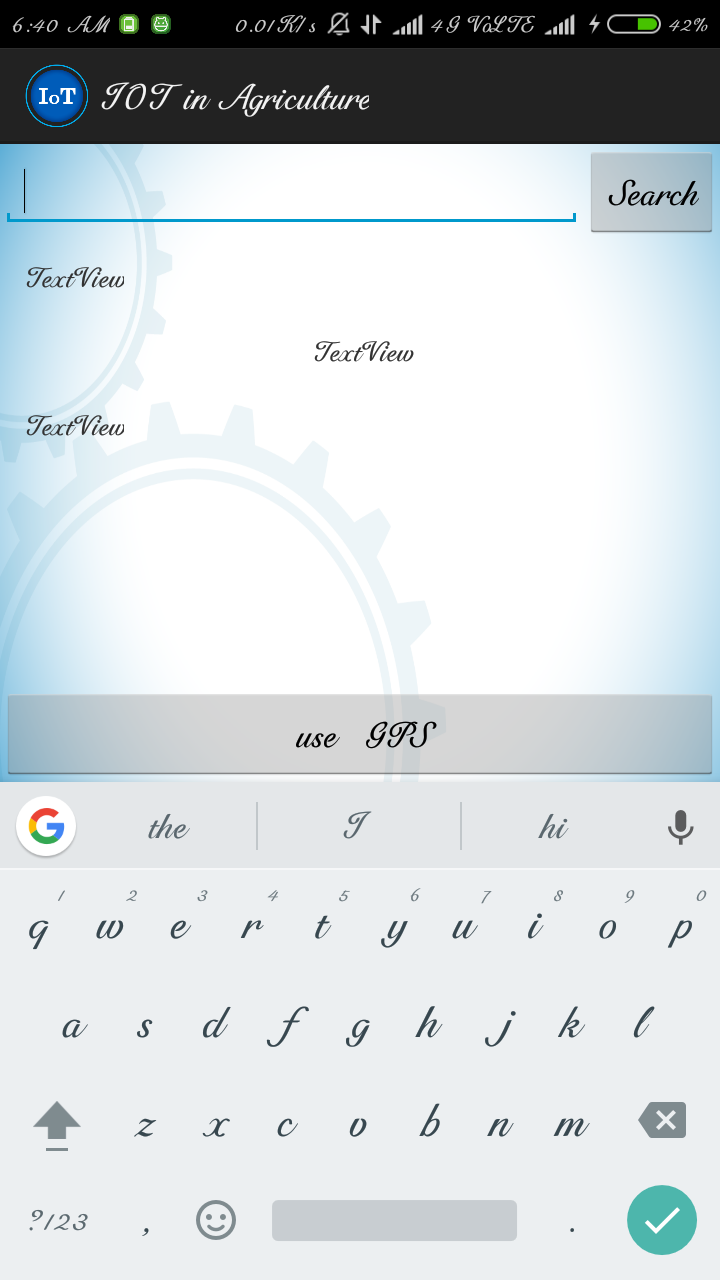 6:40 AM 0.01K/s 4G VoLTE 42%
IoT IOT in Agriculture
Search
TextView
TextView
TextView
use GPS
G the I hi
1 2 3 4 5 6 7 8 9 0
q w e r t y u i o p
a s d f g h j k l
z x c v b n m
?123 , .